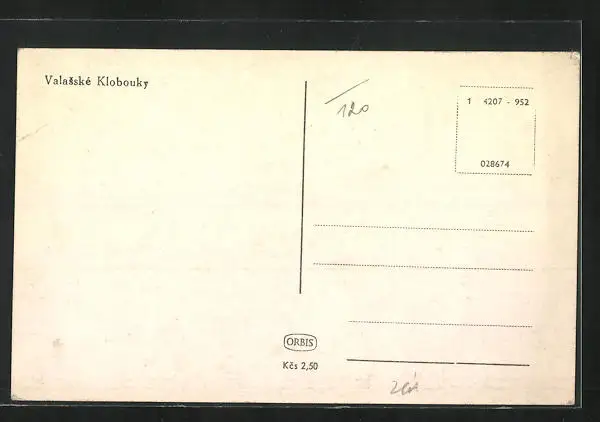 Valašské Klobouky
120
1 4207 - 952
028674
ORBIS
Kčs 2,50